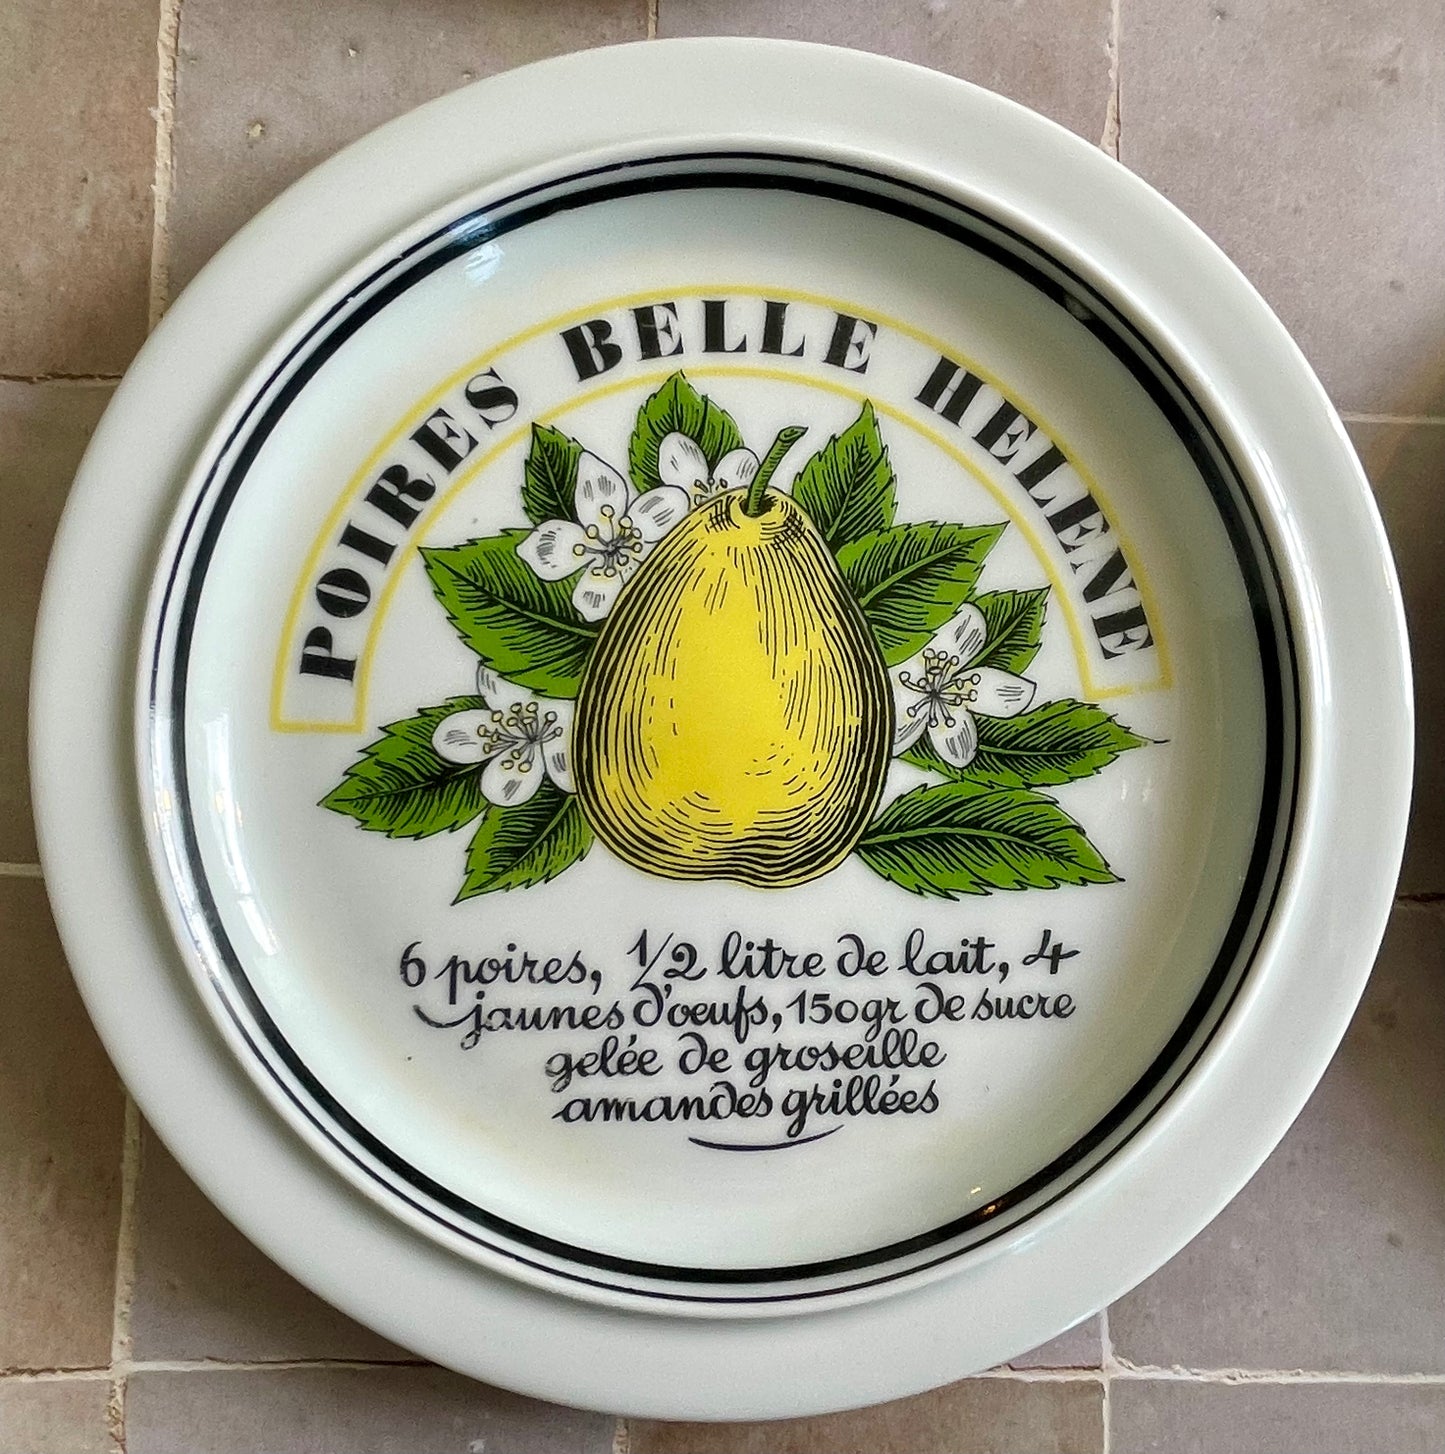 POIRES BELLE HELENE
6 poires, 1/2 litre de lait, 4
jaunes d'oeufs, 150gr de sucre
gelée de groseille
amandes grillées